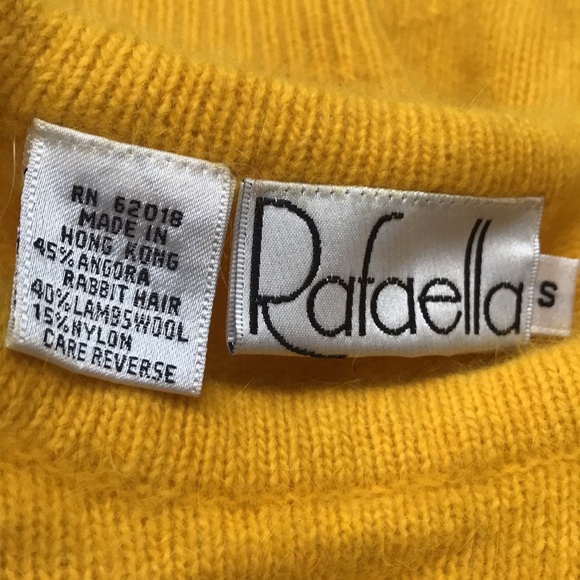 RN 62018
MADE IN
HONG KONG
45% ANGORA
RABBIT HAIR
40% LAMBSWOOL
15% NYLON
CARE REVERSE
Rafaella
S